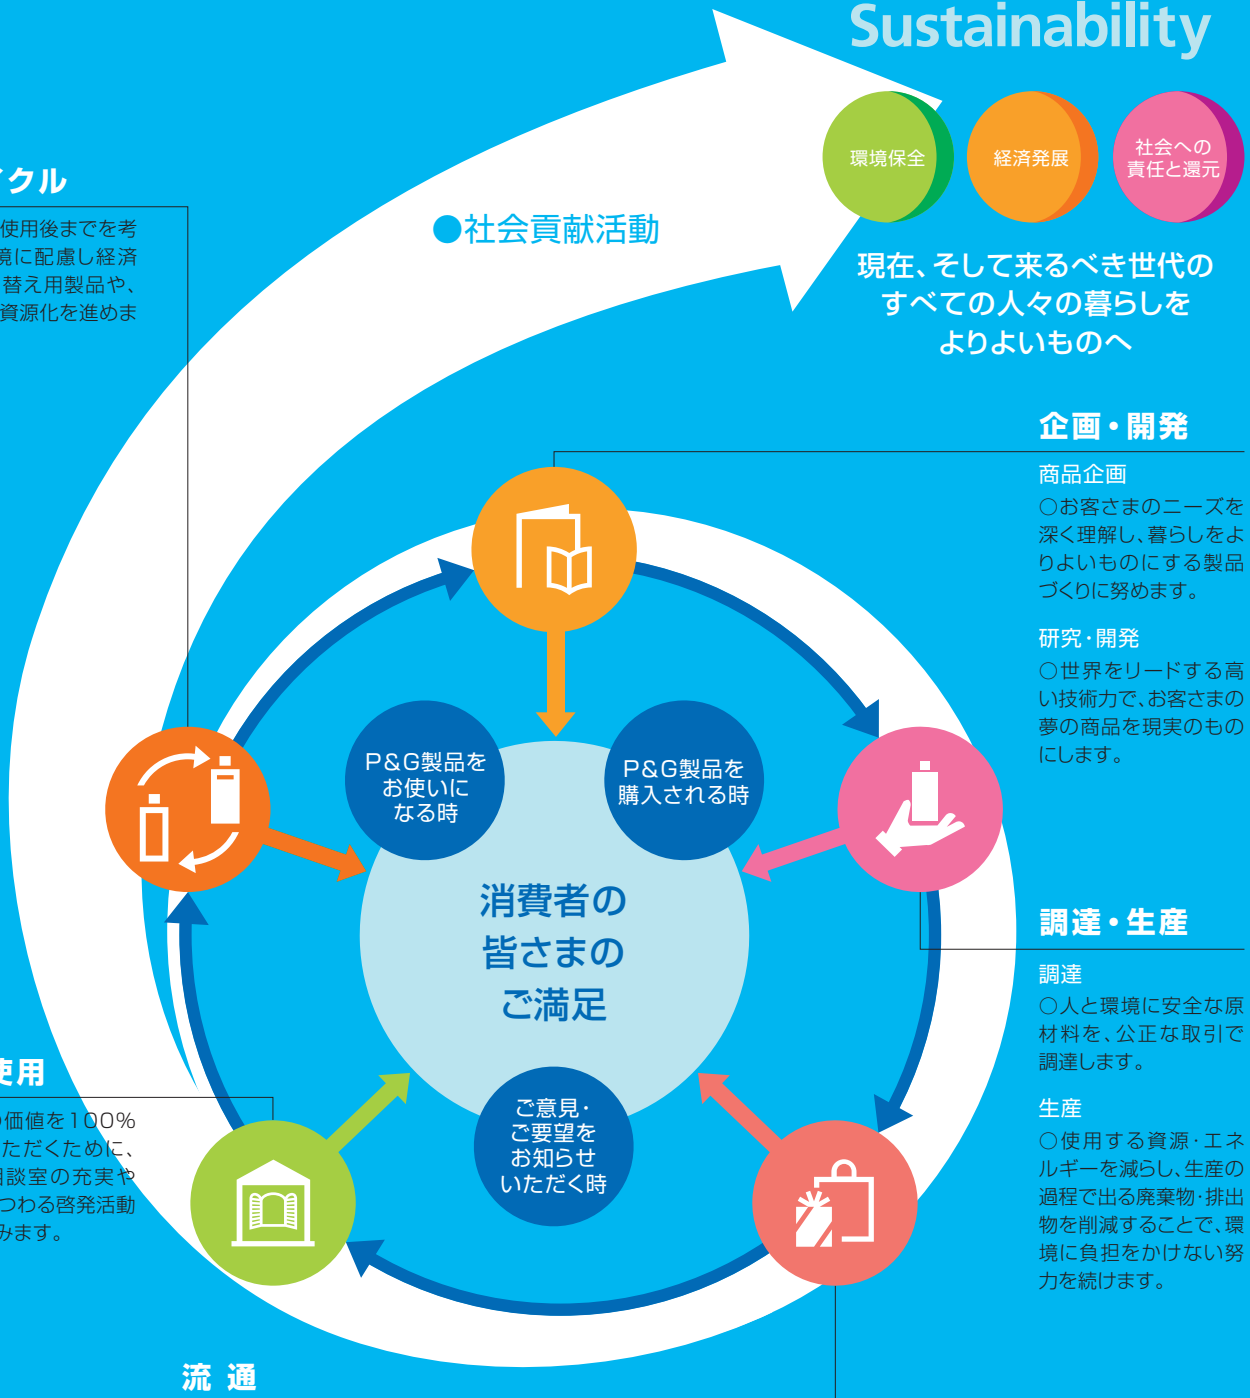 Sustainability
環境保全
経済発展
社会への
責任と還元
現在、そして来るべき世代の
すべての人々の暮らしを
よりよいものへ
●社会貢献活動
イクル
使用後までを考
境に配慮し経済
替え用製品や、
資源化を進めま
企画・開発
商品企画
○お客さまのニーズを
深く理解し、暮らしをよ
りよいものにする製品
づくりに努めます。
研究・開発
○世界をリードする高
い技術力で、お客さまの
夢の商品を現実のもの
にします。
P&G製品を
お使いに
なる時
P&G製品を
購入される時
消費者の
皆さまの
ご満足
ご意見・
ご要望を
お知らせ
いただく時
調達・生産
調達
○人と環境に安全な原
材料を、公正な取引で
調達します。
生産
○使用する資源・エネ
ルギーを減らし、生産の
過程で出る廃棄物・排出
物を削減することで、環
境に負担をかけない努
力を続けます。
使用
の価値を100%
いただくために、
相談室の充実や
つわる啓発活動
みます。
流 通